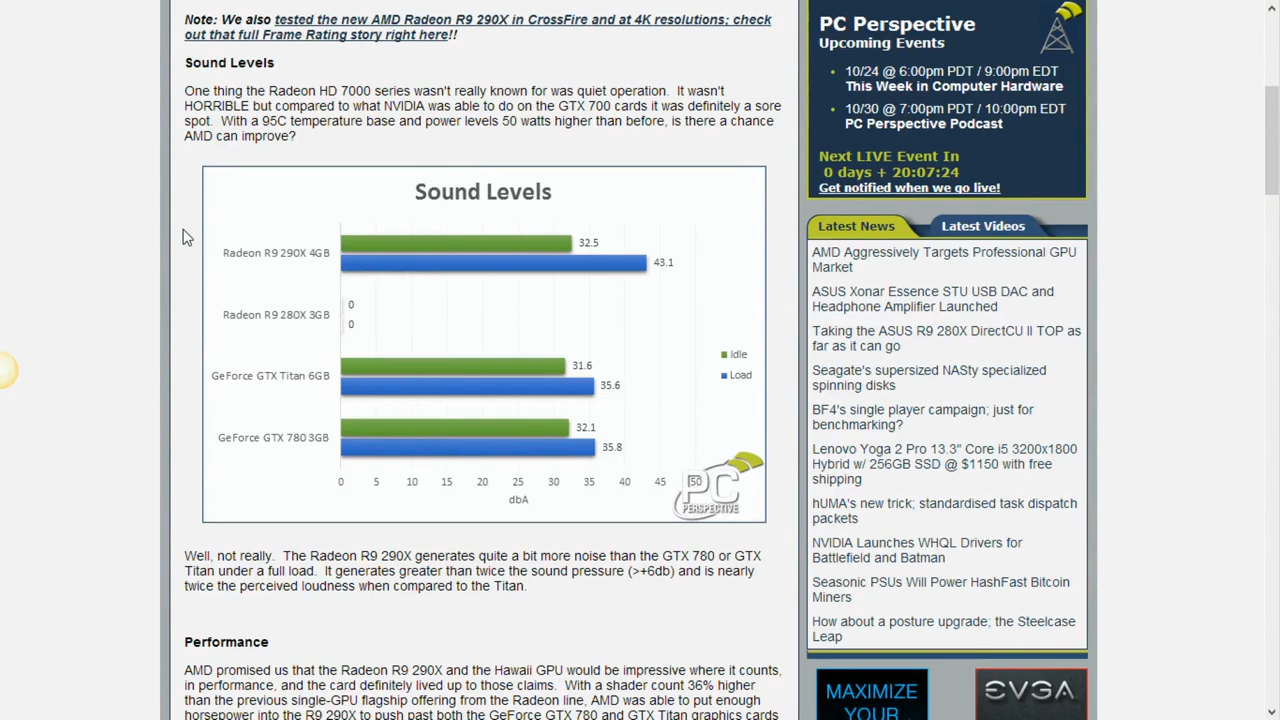 Note: We also tested the new AMD Radeon R9 290X in CrossFire and at 4K resolutions; check
out that full Frame Rating story right here!!
Sound Levels
One thing the Radeon HD 7000 series wasn't really known for was quiet operation.  It wasn't
HORRIBLE but compared to what NVIDIA was able to do on the GTX 700 cards it was definitely a sore
spot.  With a 95C temperature base and power levels 50 watts higher than before, is there a chance
AMD can improve?
Sound Levels
Radeon R9 290X 4GB
32.5
43.1
Radeon R9 280X 3GB
0
0
GeForce GTX Titan 6GB
31.6
35.6
GeForce GTX 780 3GB
32.1
35.8
Idle
Load
0 5 10 15 20 25 30 35 40 45 50
dbA
PC
PERSPECTIVE
Well, not really.  The Radeon R9 290X generates quite a bit more noise than the GTX 780 or GTX
Titan under a full load.  It generates greater than twice the sound pressure (>+6db) and is nearly
twice the perceived loudness when compared to the Titan.
Performance
AMD promised us that the Radeon R9 290X and the Hawaii GPU would be impressive where it counts,
in performance, and the card definitely lived up to those claims.  With a shader count 36% higher
than the previous single-GPU flagship offering from the Radeon line, AMD was able to put enough
horsepower into the R9 290X to push past both the GeForce GTX 780 and GTX Titan graphics cards
PC Perspective
Upcoming Events
10/24 @ 6:00pm PDT / 9:00pm EDT
This Week in Computer Hardware
10/30 @ 7:00pm PDT / 10:00pm EDT
PC Perspective Podcast
Next LIVE Event In
0 days + 20:07:24
Get notified when we go live!
Latest News
Latest Videos
AMD Aggressively Targets Professional GPU
Market
ASUS Xonar Essence STU USB DAC and
Headphone Amplifier Launched
Taking the ASUS R9 280X DirectCU II TOP as
far as it can go
Seagate's supersized NASty specialized
spinning disks
BF4's single player campaign; just for
benchmarking?
Lenovo Yoga 2 Pro 13.3" Core i5 3200x1800
Hybrid w/ 256GB SSD @ $1150 with free
shipping
hUMA's new trick; standardised task dispatch
packets
NVIDIA Launches WHQL Drivers for
Battlefield and Batman
Seasonic PSUs Will Power HashFast Bitcoin
Miners
How about a posture upgrade; the Steelcase
Leap
MAXIMIZE
YOUR
EVGA